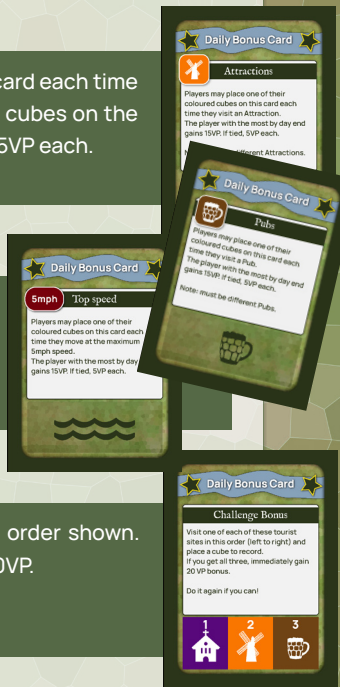 card each time
cubes on the
5VP each.
order shown.
0VP.
Daily Bonus Card
Attractions
Players may place one of their
coloured cubes on this card each
time they visit an Attraction.
The player with the most by day end
gains 15VP. If tied, 5VP each.
fferent Attractions.
Daily Bonus Card
Pubs
Players may place one of their
coloured cubes on this card each
time they visit a Pub.
The player with the most by day end
gains 15VP. If tied, 5VP each.
Note: must be different Pubs.
Daily Bonus Card
5mph Top speed
Players may place one of their
coloured cubes on this card each
time they move at the maximum
5mph speed.
The player with the most by day
gains 15VP. If tied, 5VP each.
Daily Bonus Card
Challenge Bonus
Visit one of each of these tourist
sites in this order (left to right) and
place a cube to record.
If you get all three, immediately gain
20 VP bonus.
Do it again if you can!
1 2 3